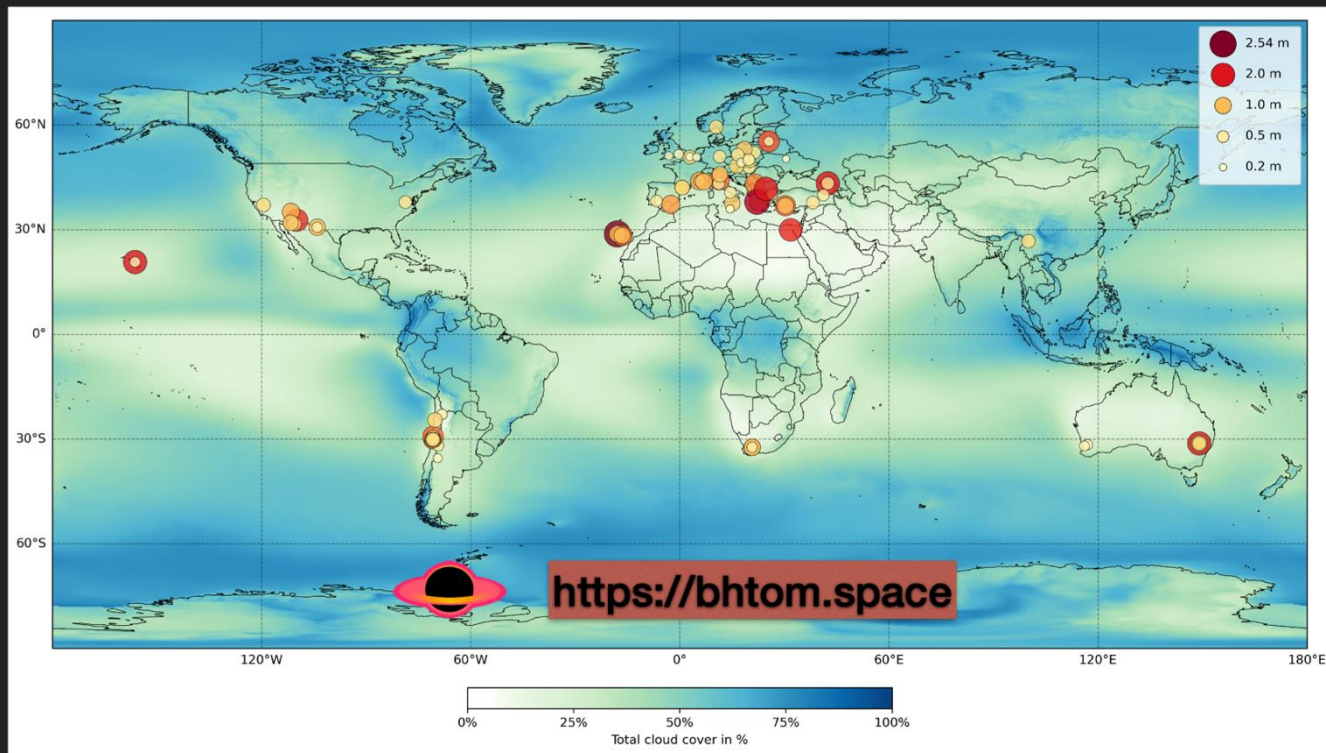 2.54 m
2.0 m
1.0 m
0.5 m
0.2 m
60°N
30°N
0°
30°S
60°S
https://bhtom.space
120°W 60°W 0° 60°E 120°E 180°E
0% 25% 50% 75% 100%
Total cloud cover in %